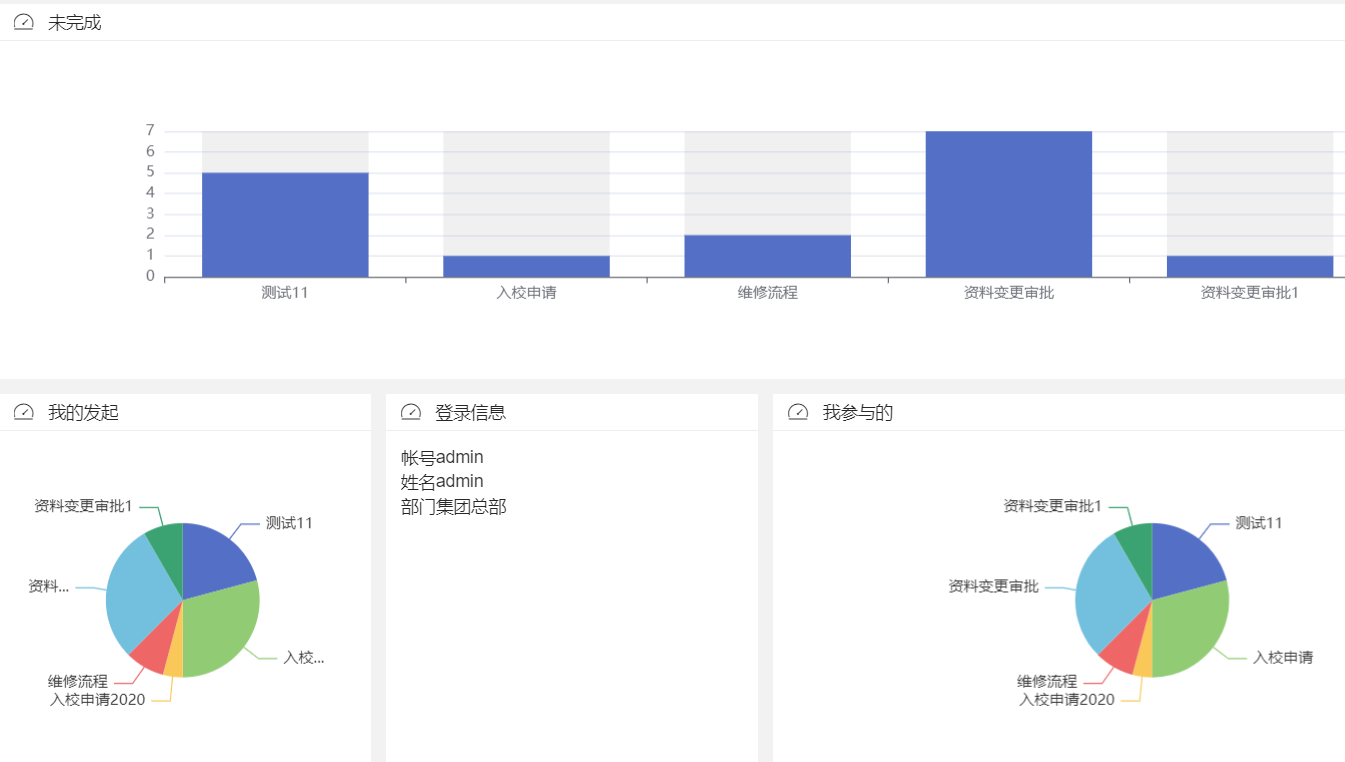 未完成
7
6
5
4
3
2
1
0
测试11 入校申请 维修流程 资料变更审批 资料变更审批1
我的发起
资料变更审批1
测试11
资料...
入校...
维修流程
入校申请2020
登录信息
帐号admin
姓名admin
部门集团总部
我参与的
资料变更审批1
测试11
资料变更审批
入校申请
维修流程
入校申请2020